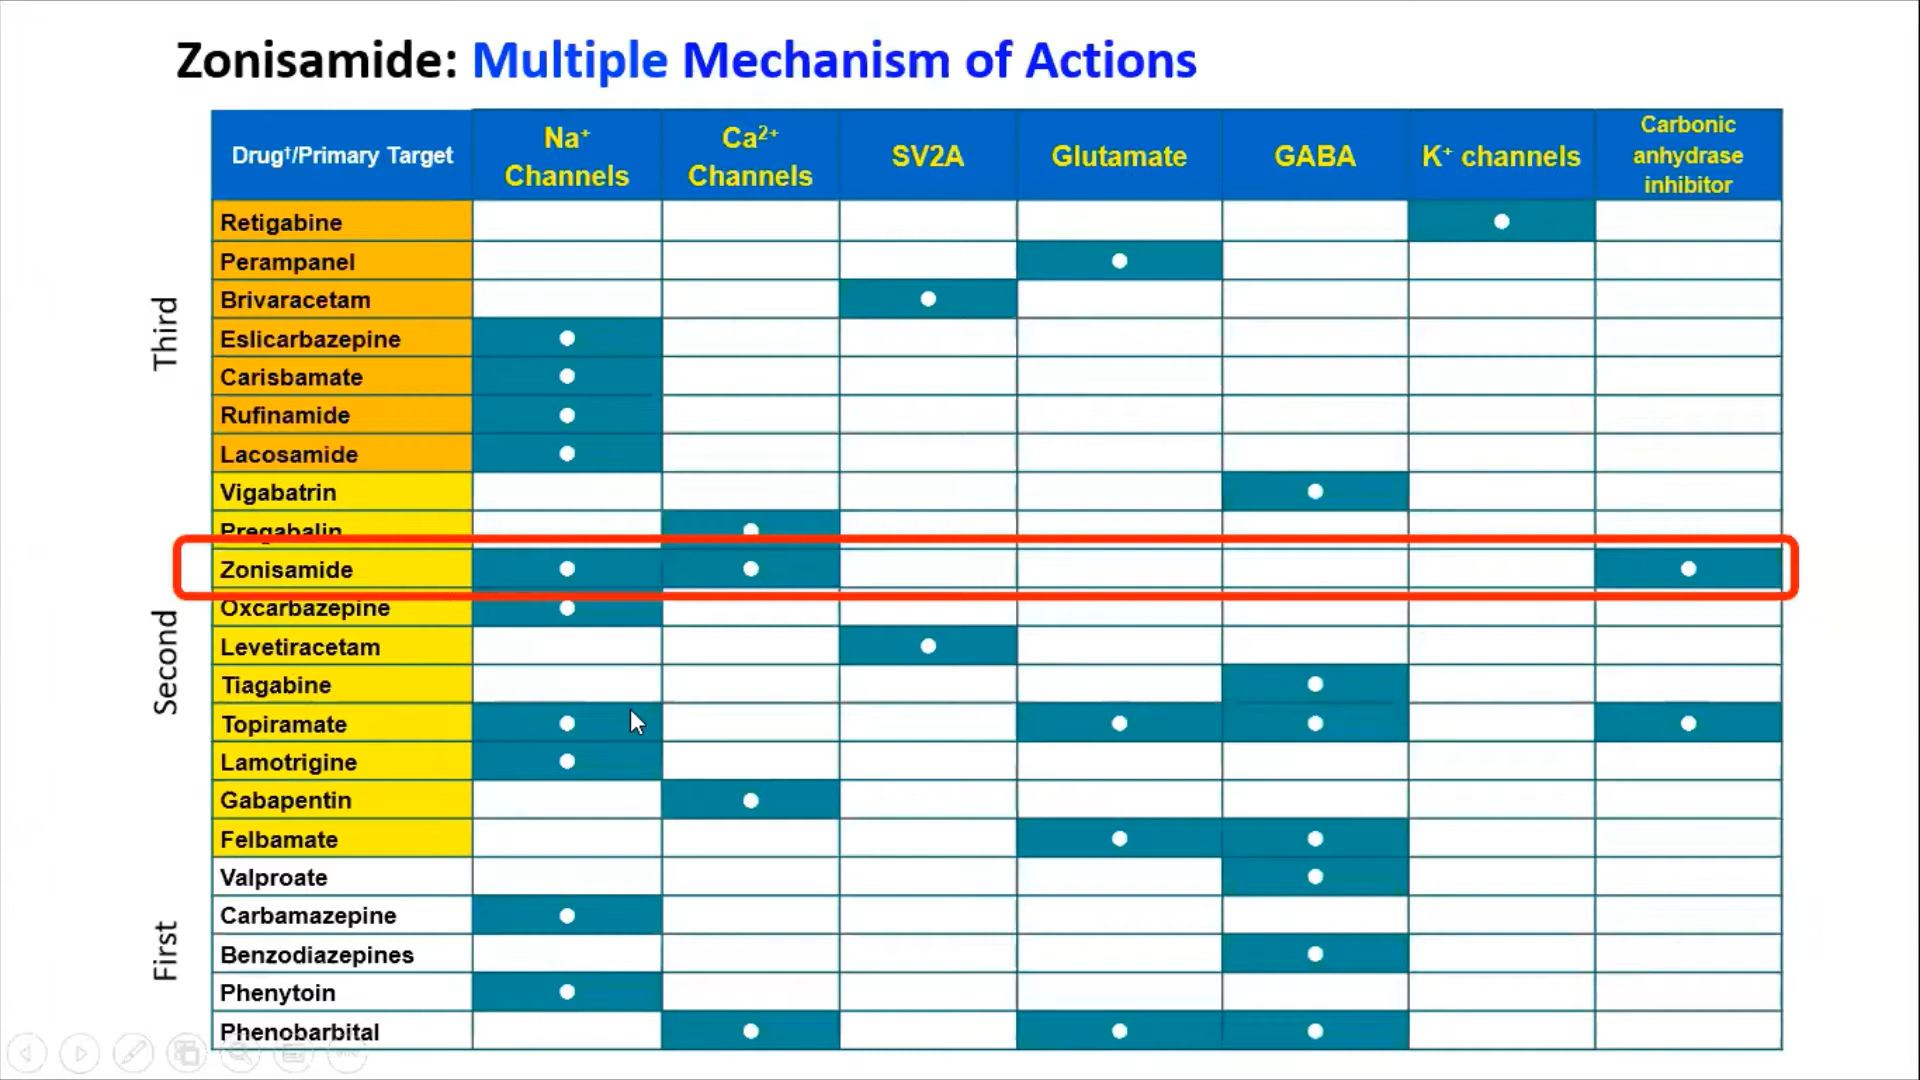 Zonisamide: Multiple Mechanism of Actions
Drug†/Primary Target
Na+ Channels
Ca2+ Channels
SV2A
Glutamate
GABA
K+ channels
Carbonic anhydrase inhibitor
Third
Retigabine
Perampanel
Brivaracetam
Eslicarbazepine
Carisbamate
Rufinamide
Lacosamide
Second
Vigabatrin
Pregabalin
Zonisamide
Oxcarbazepine
Levetiracetam
Tiagabine
Topiramate
Lamotrigine
Gabapentin
Felbamate
First
Valproate
Carbamazepine
Benzodiazepines
Phenytoin
Phenobarbital